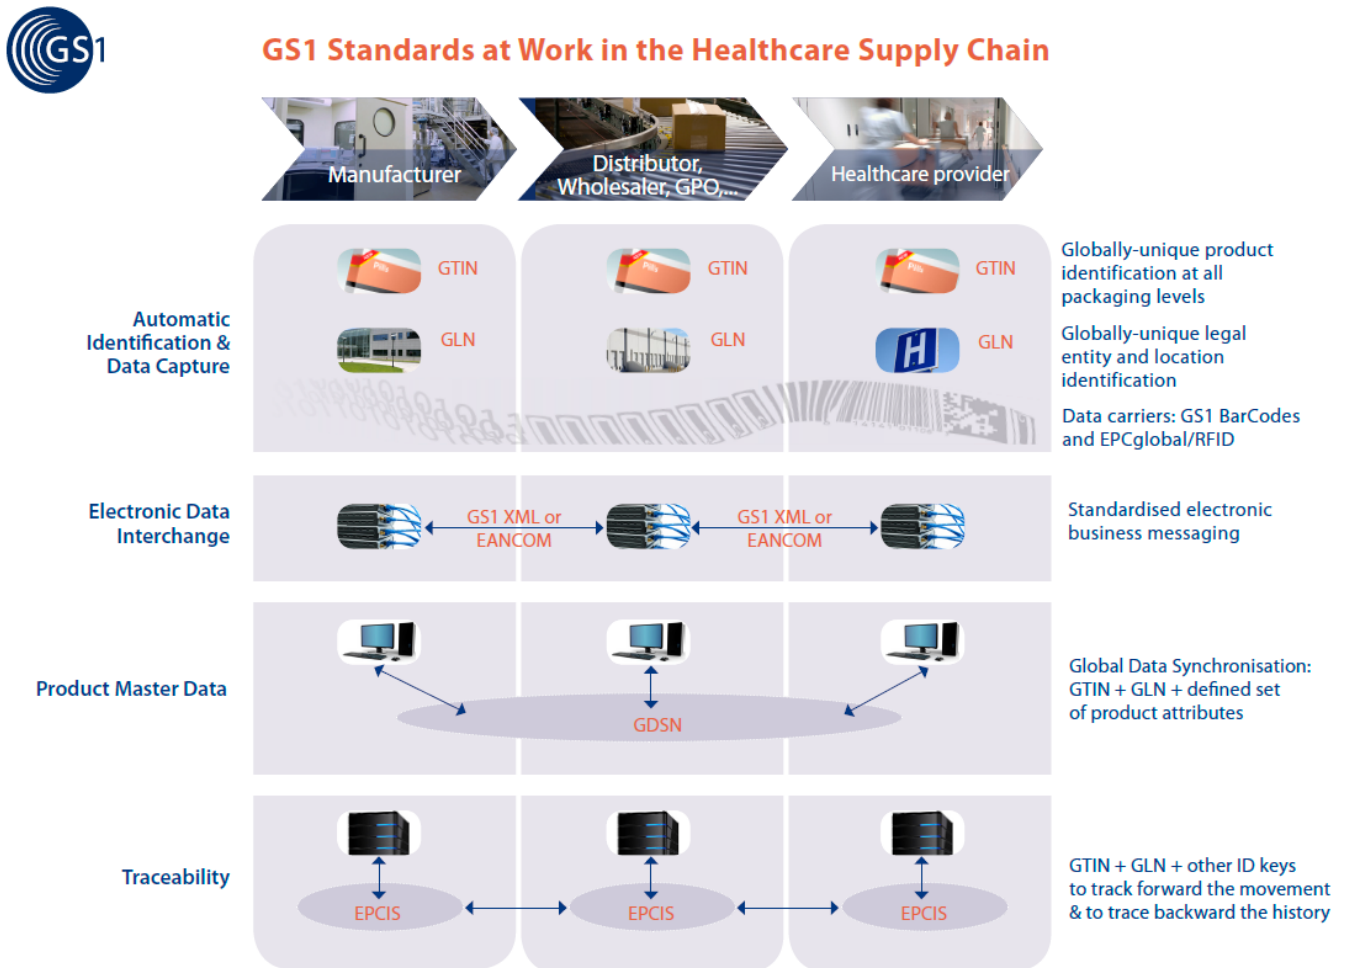 GS1
GS1 Standards at Work in the Healthcare Supply Chain
Manufacturer
Distributor,
Wholesaler, GPO,...
Healthcare provider
Automatic
Identification &
Data Capture
GTIN
GTIN
GTIN
GLN
GLN
GLN
Globally-unique product
identification at all
packaging levels
Globally-unique legal
entity and location
identification
Data carriers: GS1 BarCodes
and EPCglobal/RFID
Electronic Data
Interchange
GS1 XML or
EANCOM
GS1 XML or
EANCOM
Standardised electronic
business messaging
Product Master Data
GDSN
Global Data Synchronisation:
GTIN + GLN + defined set
of product attributes
Traceability
EPCIS
EPCIS
EPCIS
GTIN + GLN + other ID keys
to track forward the movement
& to trace backward the history
Pills
Pills
Pills
H